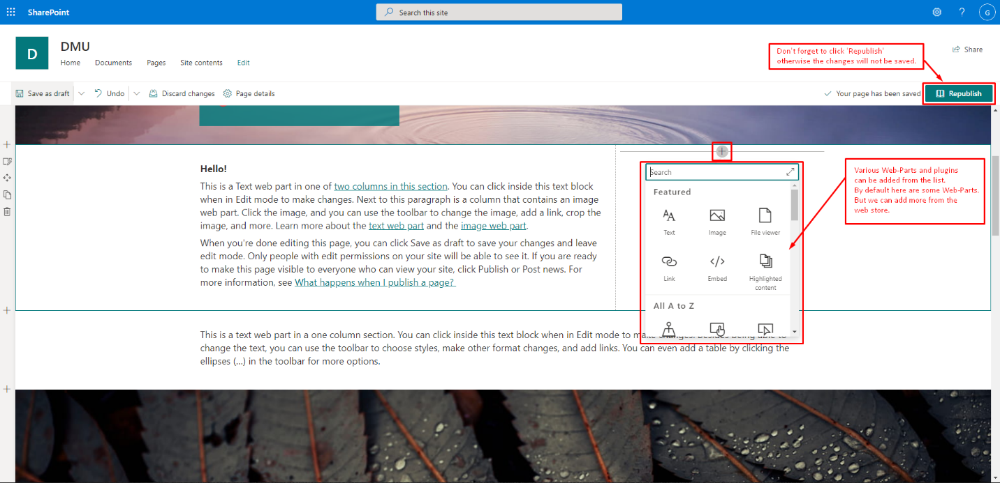 SharePoint
Search this site
?
G
D
DMU
Home Documents Pages Site contents Edit
Don't forget to click 'Republish'
otherwise the changes will not be saved.
Share
Save as draft Undo Discard changes Page details
Your page has been saved
Republish
Hello!
This is a Text web part in one of two columns in this section. You can click inside this text block
when in Edit mode to make changes. Next to this paragraph is a column that contains an image
web part. Click the image, and you can use the toolbar to change the image, add a link, crop the
image, and more. Learn more about the text web part and the image web part.
When you're done editing this page, you can click Save as draft to save your changes and leave
edit mode. Only people with edit permissions on your site will be able to see it. If you are ready
to make this page visible to everyone who can view your site, click Publish or Post news. For
more information, see What happens when I publish a page?
Search
Featured
Text Image File viewer
Link Embed Highlighted
content
All A to Z
Various Web-Parts and plugins
can be added from the list.
By default here are some Web-Parts.
But we can add more from the
web store.
This is a text web part in a one column section. You can click inside this text block when in Edit mode to make changes. Besides being able to
change the text, you can use the toolbar to choose styles, make other format changes, and add links. You can even add a table by clicking the
ellipses (...) in the toolbar for more options.